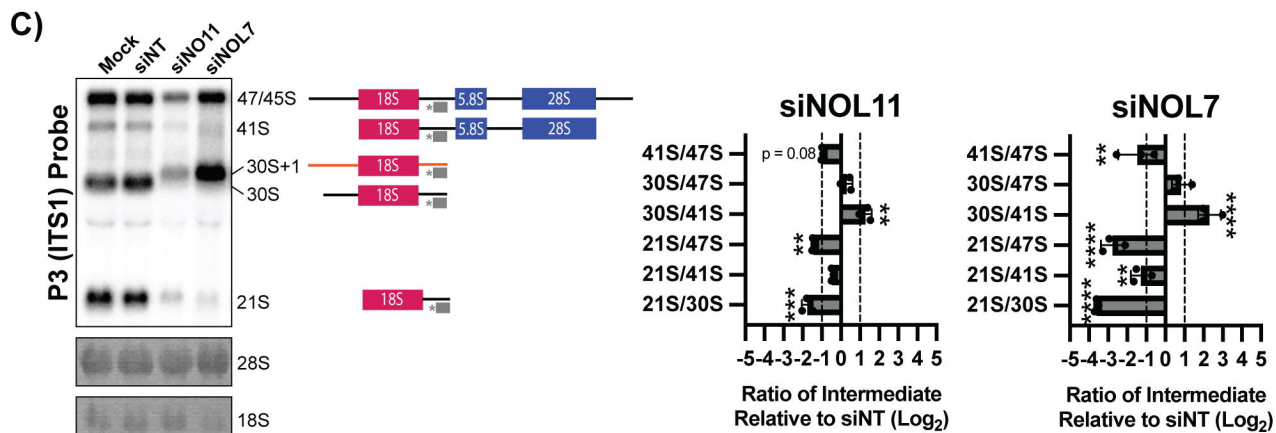 C)
Mock
siNT
siNO11
siNOL7
P3 (ITS1) Probe
47/45S
41S
30S+1
30S
21S
28S
18S
18S
*
5.8S
28S
18S
*
5.8S
28S
18S
*
18S
*
18S
*
siNOL11
41S/47S
p = 0.08
30S/47S
30S/41S
**
21S/47S
**
21S/41S
21S/30S
***
-5 -4 -3 -2 -1 0 1 2 3 4 5
Ratio of Intermediate
Relative to siNT (Log2)
siNOL7
41S/47S
**
30S/47S
30S/41S
****
21S/47S
****
21S/41S
**
21S/30S
****
-5 -4 -3 -2 -1 0 1 2 3 4 5
Ratio of Intermediate
Relative to siNT (Log2)